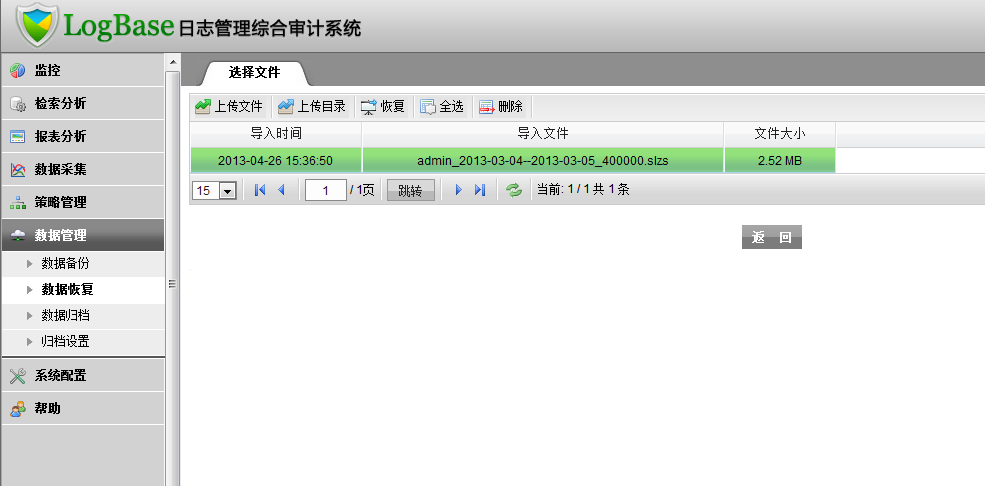 LogBase日志管理综合审计系统
监控
检索分析
报表分析
数据采集
策略管理
数据管理
数据备份
数据恢复
数据归档
归档设置
系统配置
帮助
选择文件
上传文件 上传目录 恢复 全选 删除
导入时间 导入文件 文件大小
2013-04-26 15:36:50 admin_2013-03-04--2013-03-05_400000.slzs 2.52 MB
15 1 / 1页 跳转 当前: 1 / 1 共 1 条
返 回